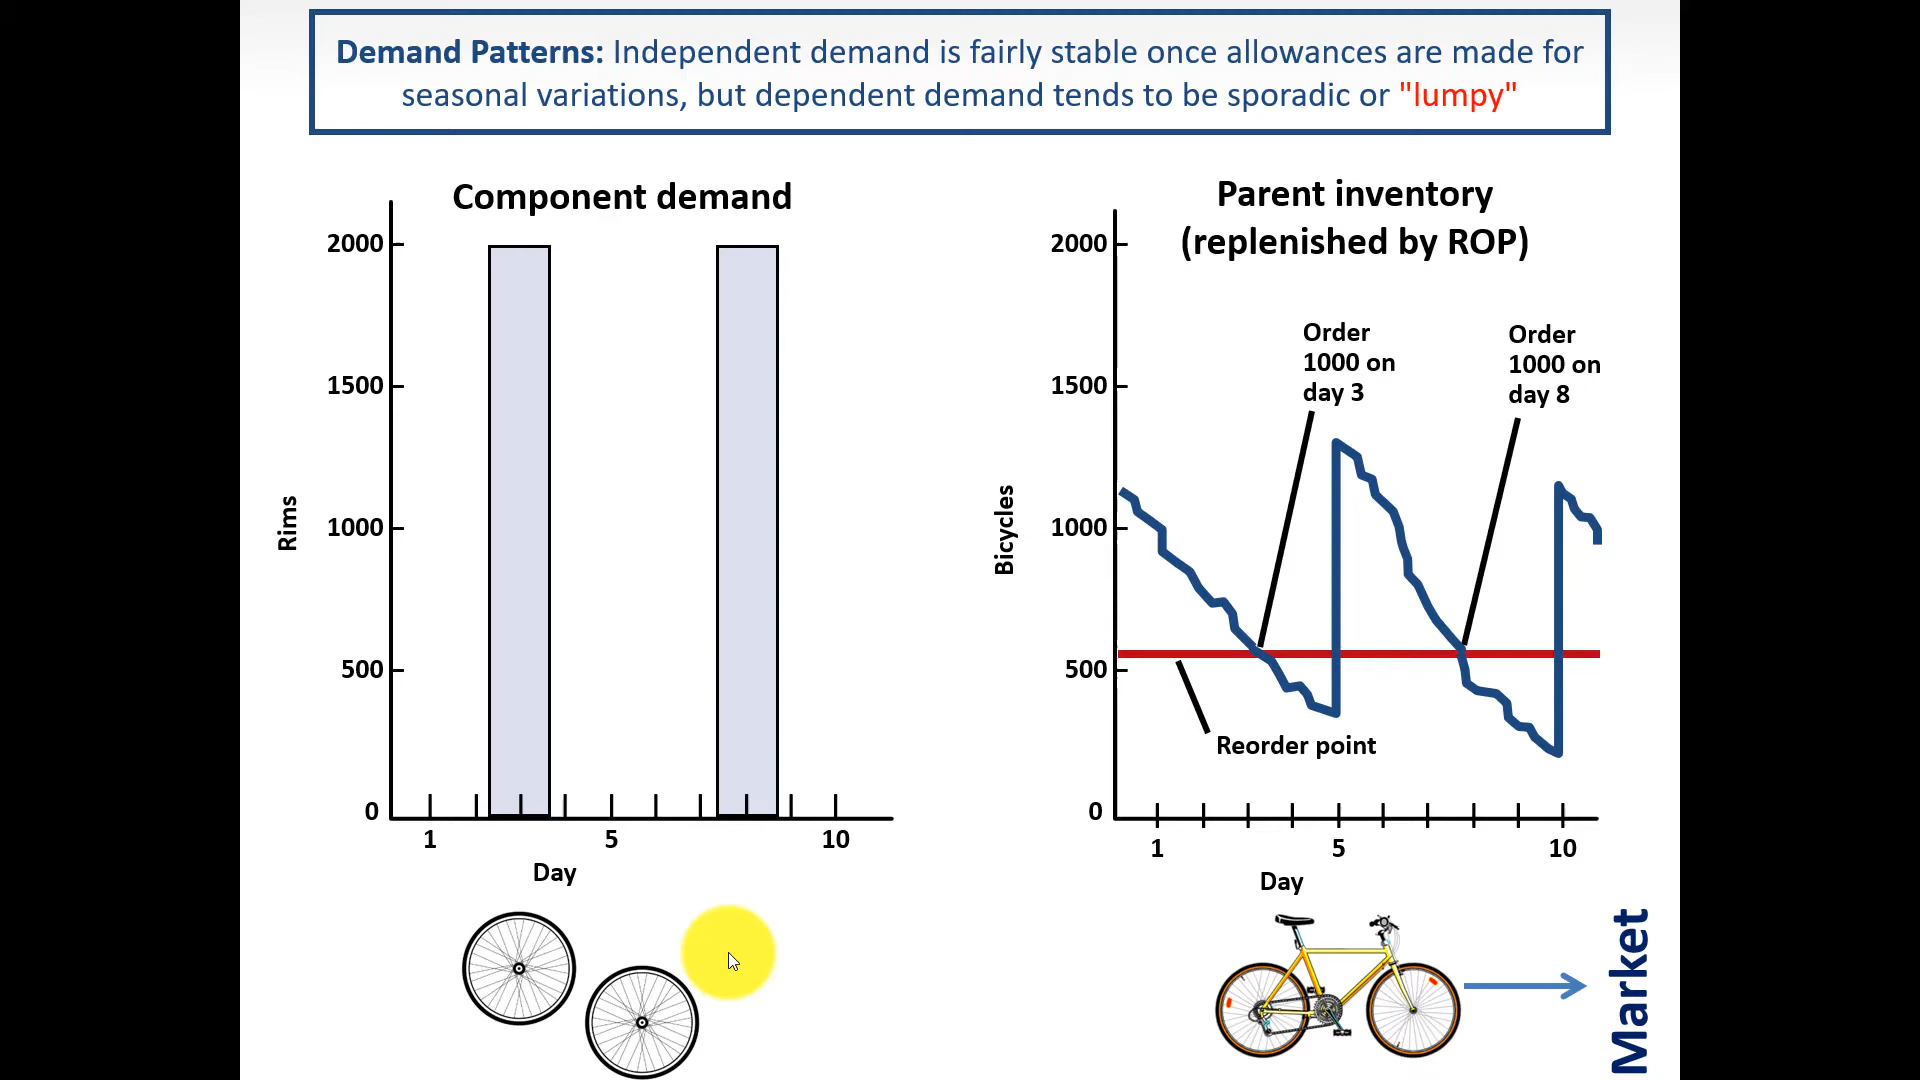 Demand Patterns: Independent demand is fairly stable once allowances are made for
seasonal variations, but dependent demand tends to be sporadic or "lumpy"
Component demand
2000
1500
1000
500
0
Rims
1
5
10
Day
Parent inventory
(replenished by ROP)
2000
1500
1000
500
0
Bicycles
Order
1000 on
day 3
Order
1000 on
day 8
Reorder point
1
5
10
Day
Market